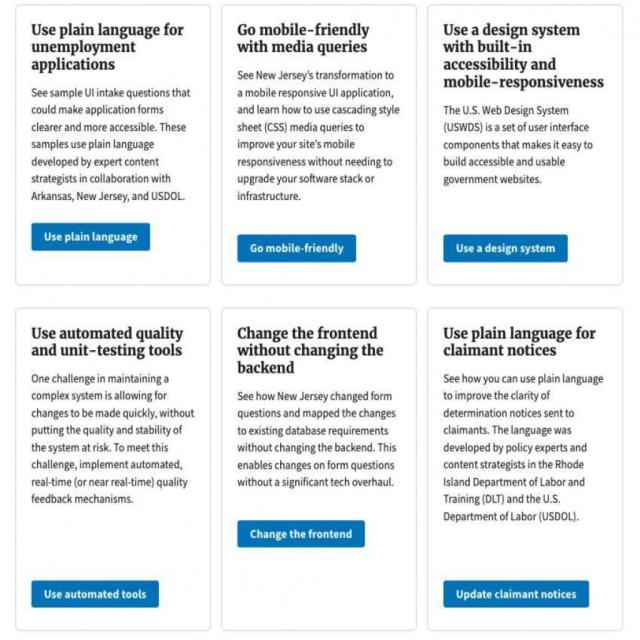 Use plain language for
unemployment
applications
See sample UI intake questions that
could make application forms
clearer and more accessible. These
samples use plain language
developed by expert content
strategists in collaboration with
Arkansas, New Jersey, and USDOL.
Use plain language
Go mobile-friendly
with media queries
See New Jersey's transformation to
a mobile responsive UI application,
and learn how to use cascading style
sheet (CSS) media queries to
improve your site's mobile
responsiveness without needing to
upgrade your software stack or
infrastructure.
Go mobile-friendly
Use a design system
with built-in
accessibility and
mobile-responsiveness
The U.S. Web Design System
(USWDS) is a set of user interface
components that makes it easy to
build accessible and usable
government websites.
Use a design system
Use automated quality
and unit-testing tools
One challenge in maintaining a
complex system is allowing for
changes to be made quickly, without
putting the quality and stability of
the system at risk. To meet this
challenge, implement automated,
real-time (or near real-time) quality
feedback mechanisms.
Use automated tools
Change the frontend
without changing the
backend
See how New Jersey changed form
questions and mapped the changes
to existing database requirements
without changing the backend. This
enables changes on form questions
without a significant tech overhaul.
Change the frontend
Use plain language for
claimant notices
See how you can use plain language
to improve the clarity of
determination notices sent to
claimants. The language was
developed by policy experts and
content strategists in the Rhode
Island Department of Labor and
Training (DLT) and the U.S.
Department of Labor (USDOL).
Update claimant notices